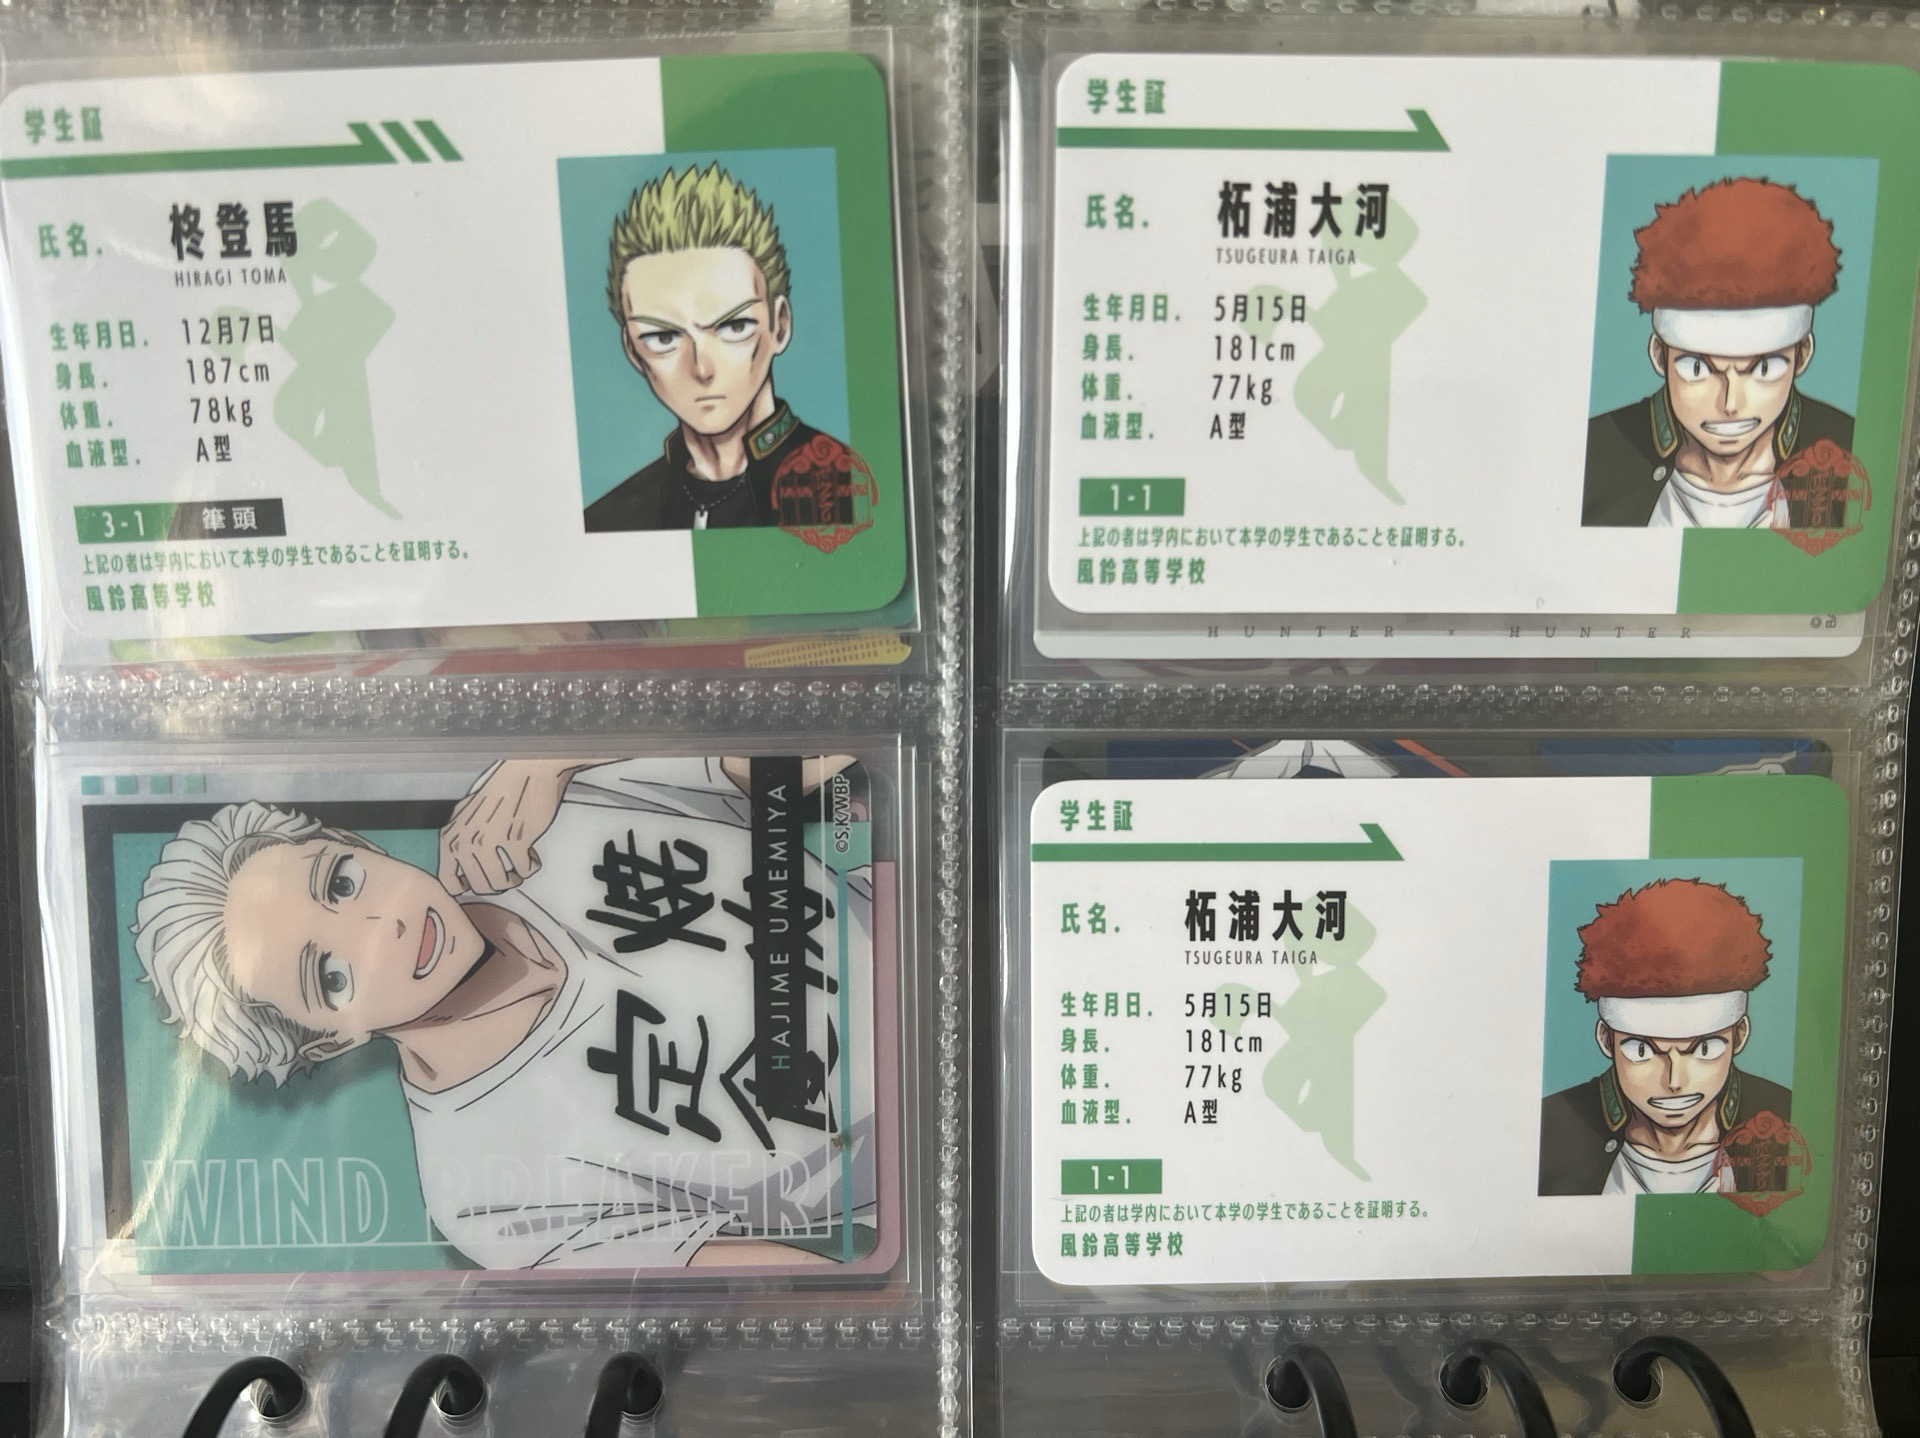 学生証
氏名. 柊登馬
HIRAGI TOMA
生年月日. 12月7日
身長. 187cm
体重. 78kg
血液型. A型
3-1 筆頭
上記の者は学内において本学の学生であることを証明する。
風鈴高等学校
学生証
氏名. 柘浦大河
TSUGEURA TAIGA
生年月日. 5月15日
身長. 181cm
体重. 77kg
血液型. A型
1-1
上記の者は学内において本学の学生であることを証明する。
風鈴高等学校
HUNTER × HUNTER
©B
HAJIME UMEMIYA
©S,K/WBP
焼
定
WIND BREAKER
学生証
氏名. 柘浦大河
TSUGEURA TAIGA
生年月日. 5月15日
身長. 181cm
体重. 77kg
血液型. A型
1-1
上記の者は学内において本学の学生であることを証明する。
風鈴高等学校